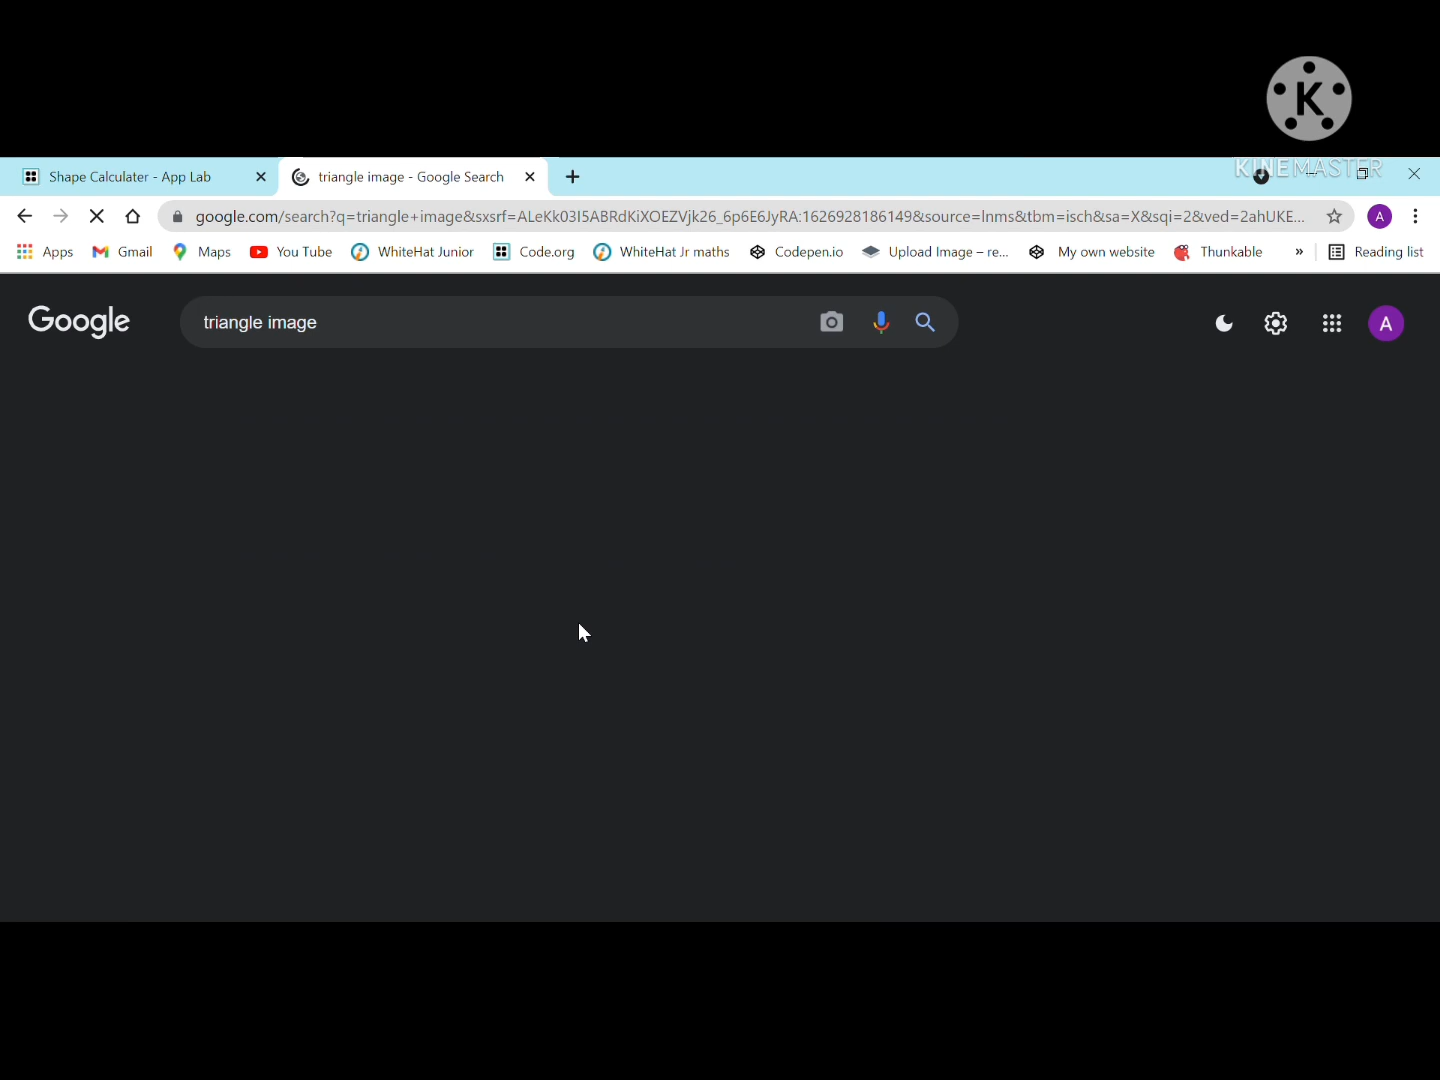 K
KINEMASTER
Shape Calculater - App Lab
triangle image - Google Search
google.com/search?q=triangle+image&sxsrf=ALeKk03I5ABRdKiXOEZVjk26_6p6E6JyRA:1626928186149&source=lnms&tbm=isch&sa=X&sqi=2&ved=2ahUKE...
A
Apps
Gmail
Maps
You Tube
WhiteHat Junior
Code.org
WhiteHat Jr maths
Codepen.io
Upload Image – re...
My own website
Thunkable
»
Reading list
Google
triangle image
A